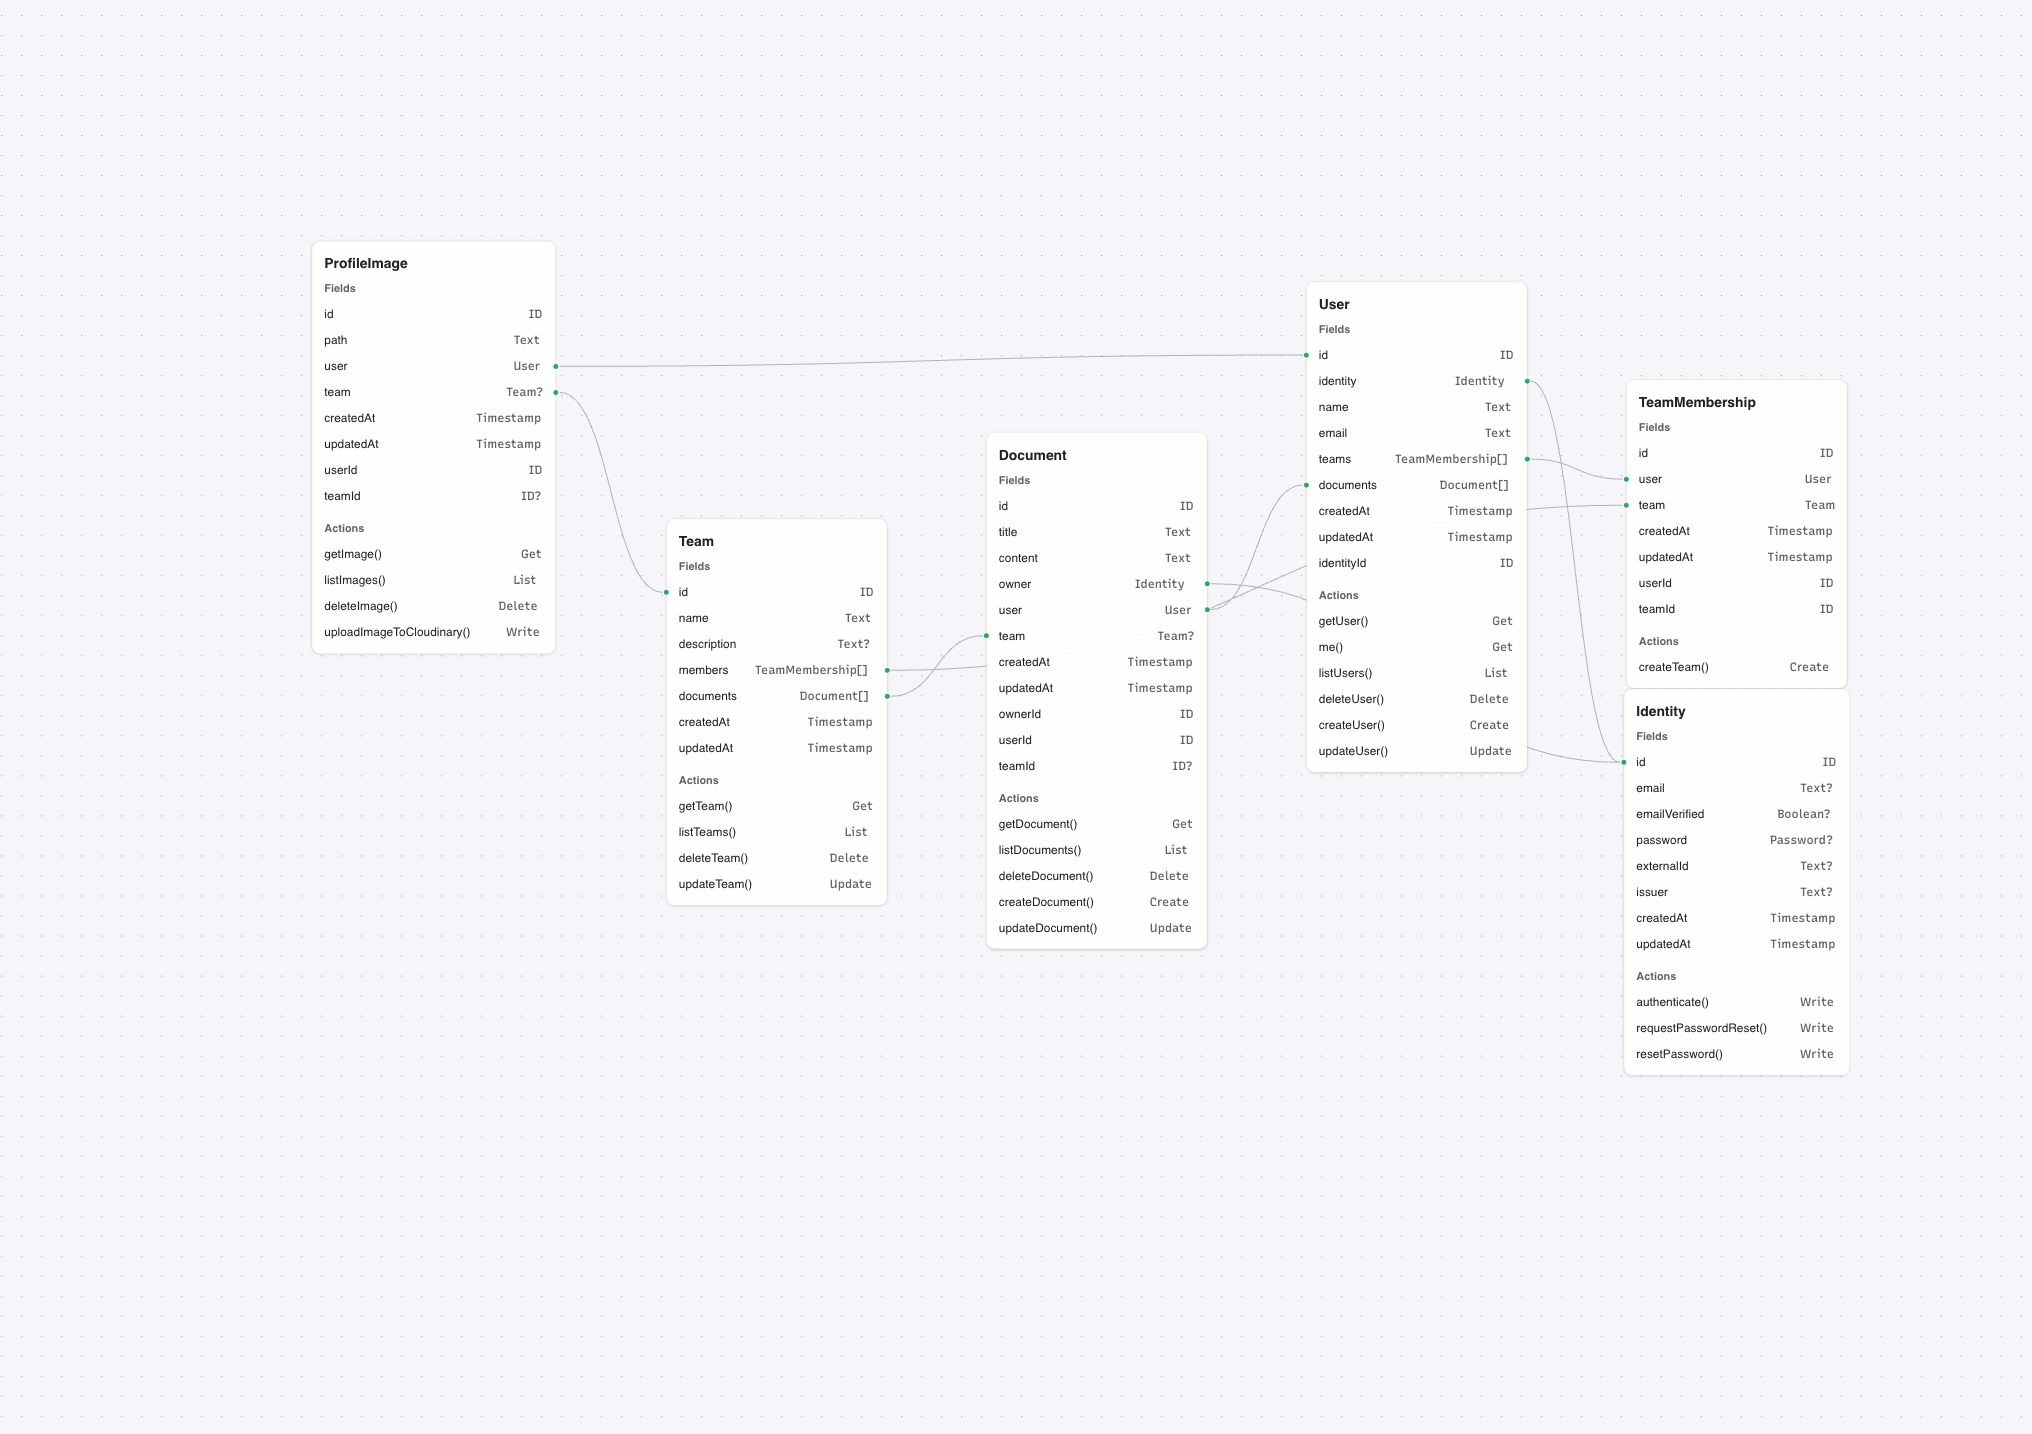 ProfileImage
Fields
id ID
path Text
user User
team Team?
createdAt Timestamp
updatedAt Timestamp
userId ID
teamId ID?
Actions
getImage() Get
listImages() List
deleteImage() Delete
uploadImageToCloudinary() Write
Team
Fields
id ID
name Text
description Text?
members TeamMembership[]
documents Document[]
createdAt Timestamp
updatedAt Timestamp
Actions
getTeam() Get
listTeams() List
deleteTeam() Delete
updateTeam() Update
Document
Fields
id ID
title Text
content Text
owner Identity
user User
team Team?
createdAt Timestamp
updatedAt Timestamp
ownerId ID
userId ID
teamId ID?
Actions
getDocument() Get
listDocuments() List
deleteDocument() Delete
createDocument() Create
updateDocument() Update
User
Fields
id ID
identity Identity
name Text
email Text
teams TeamMembership[]
documents Document[]
createdAt Timestamp
updatedAt Timestamp
identityId ID
Actions
getUser() Get
me() Get
listUsers() List
deleteUser() Delete
createUser() Create
updateUser() Update
TeamMembership
Fields
id ID
user User
team Team
createdAt Timestamp
updatedAt Timestamp
userId ID
teamId ID
Actions
createTeam() Create
Identity
Fields
id ID
email Text?
emailVerified Boolean?
password Password?
externalId Text?
issuer Text?
createdAt Timestamp
updatedAt Timestamp
Actions
authenticate() Write
requestPasswordReset() Write
resetPassword() Write